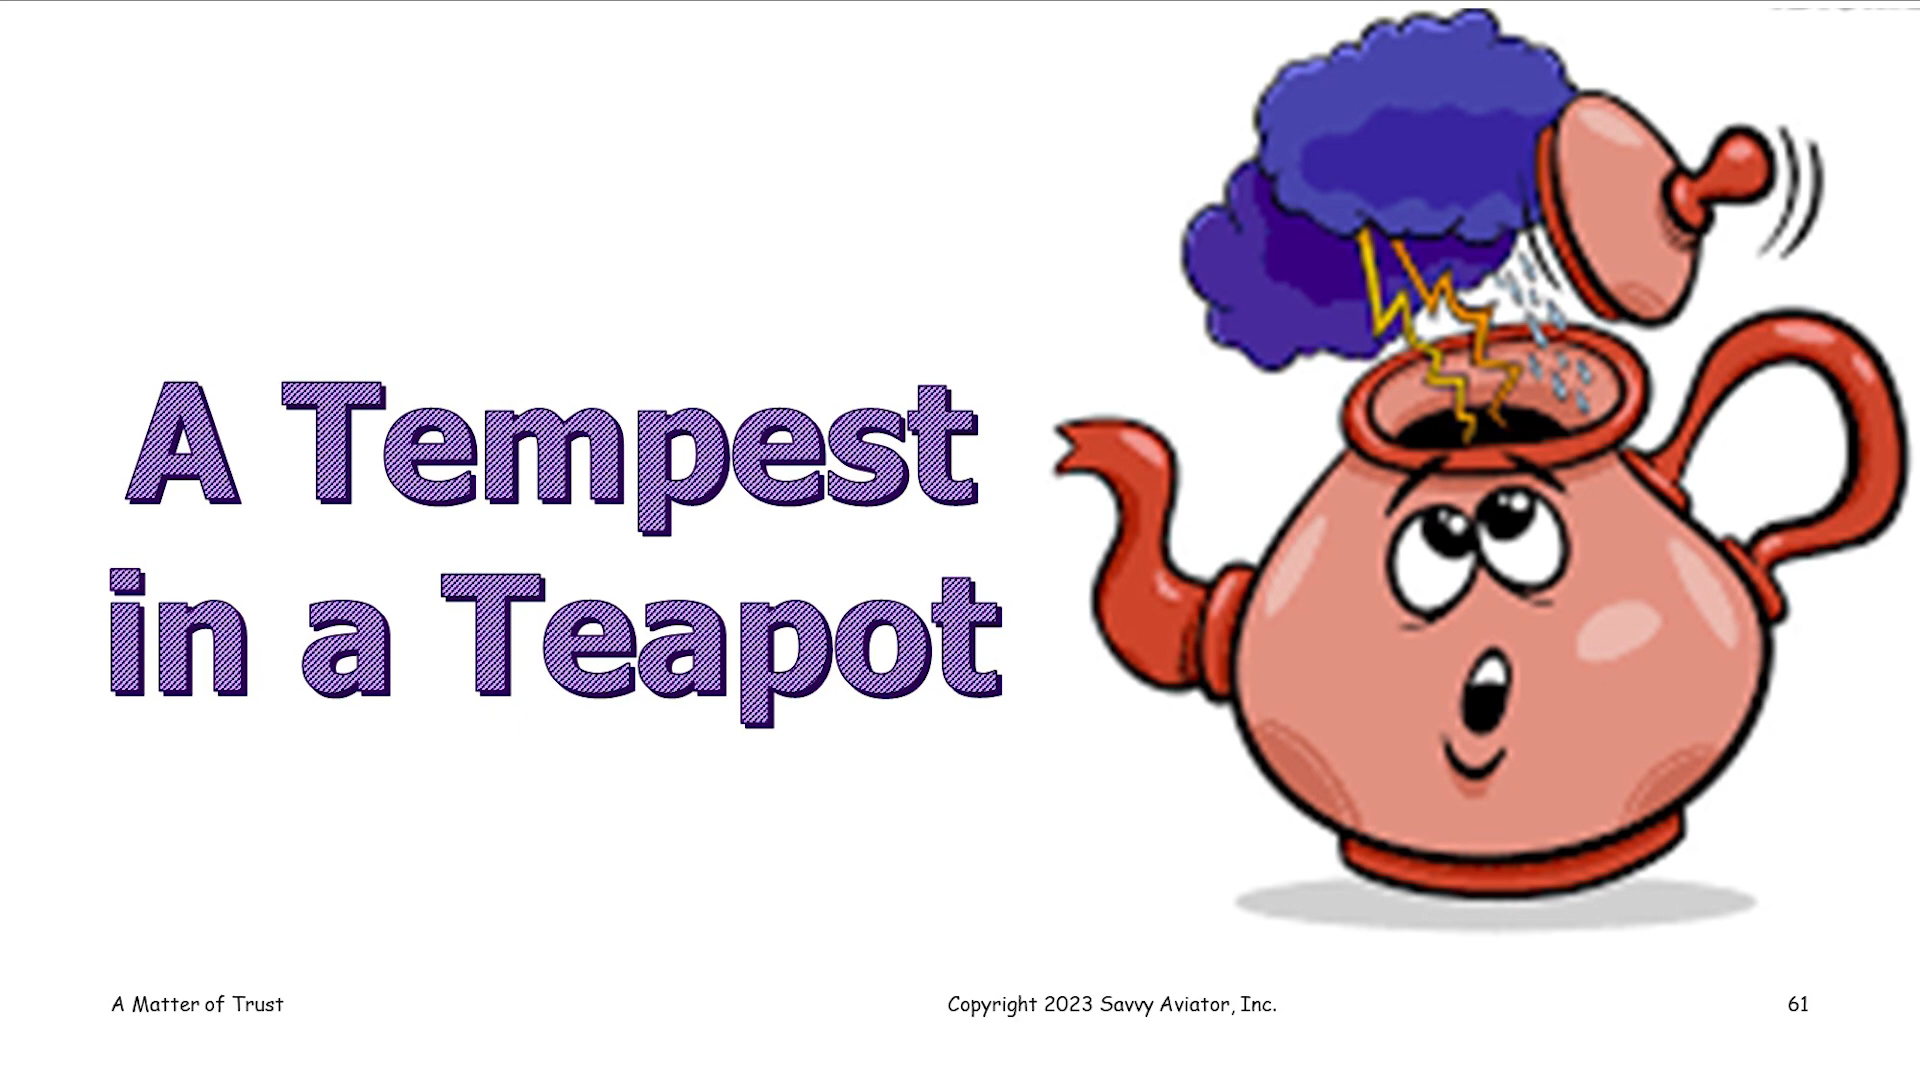 A Tempest
in a Teapot
A Matter of Trust
Copyright 2023 Savvy Aviator, Inc.
61